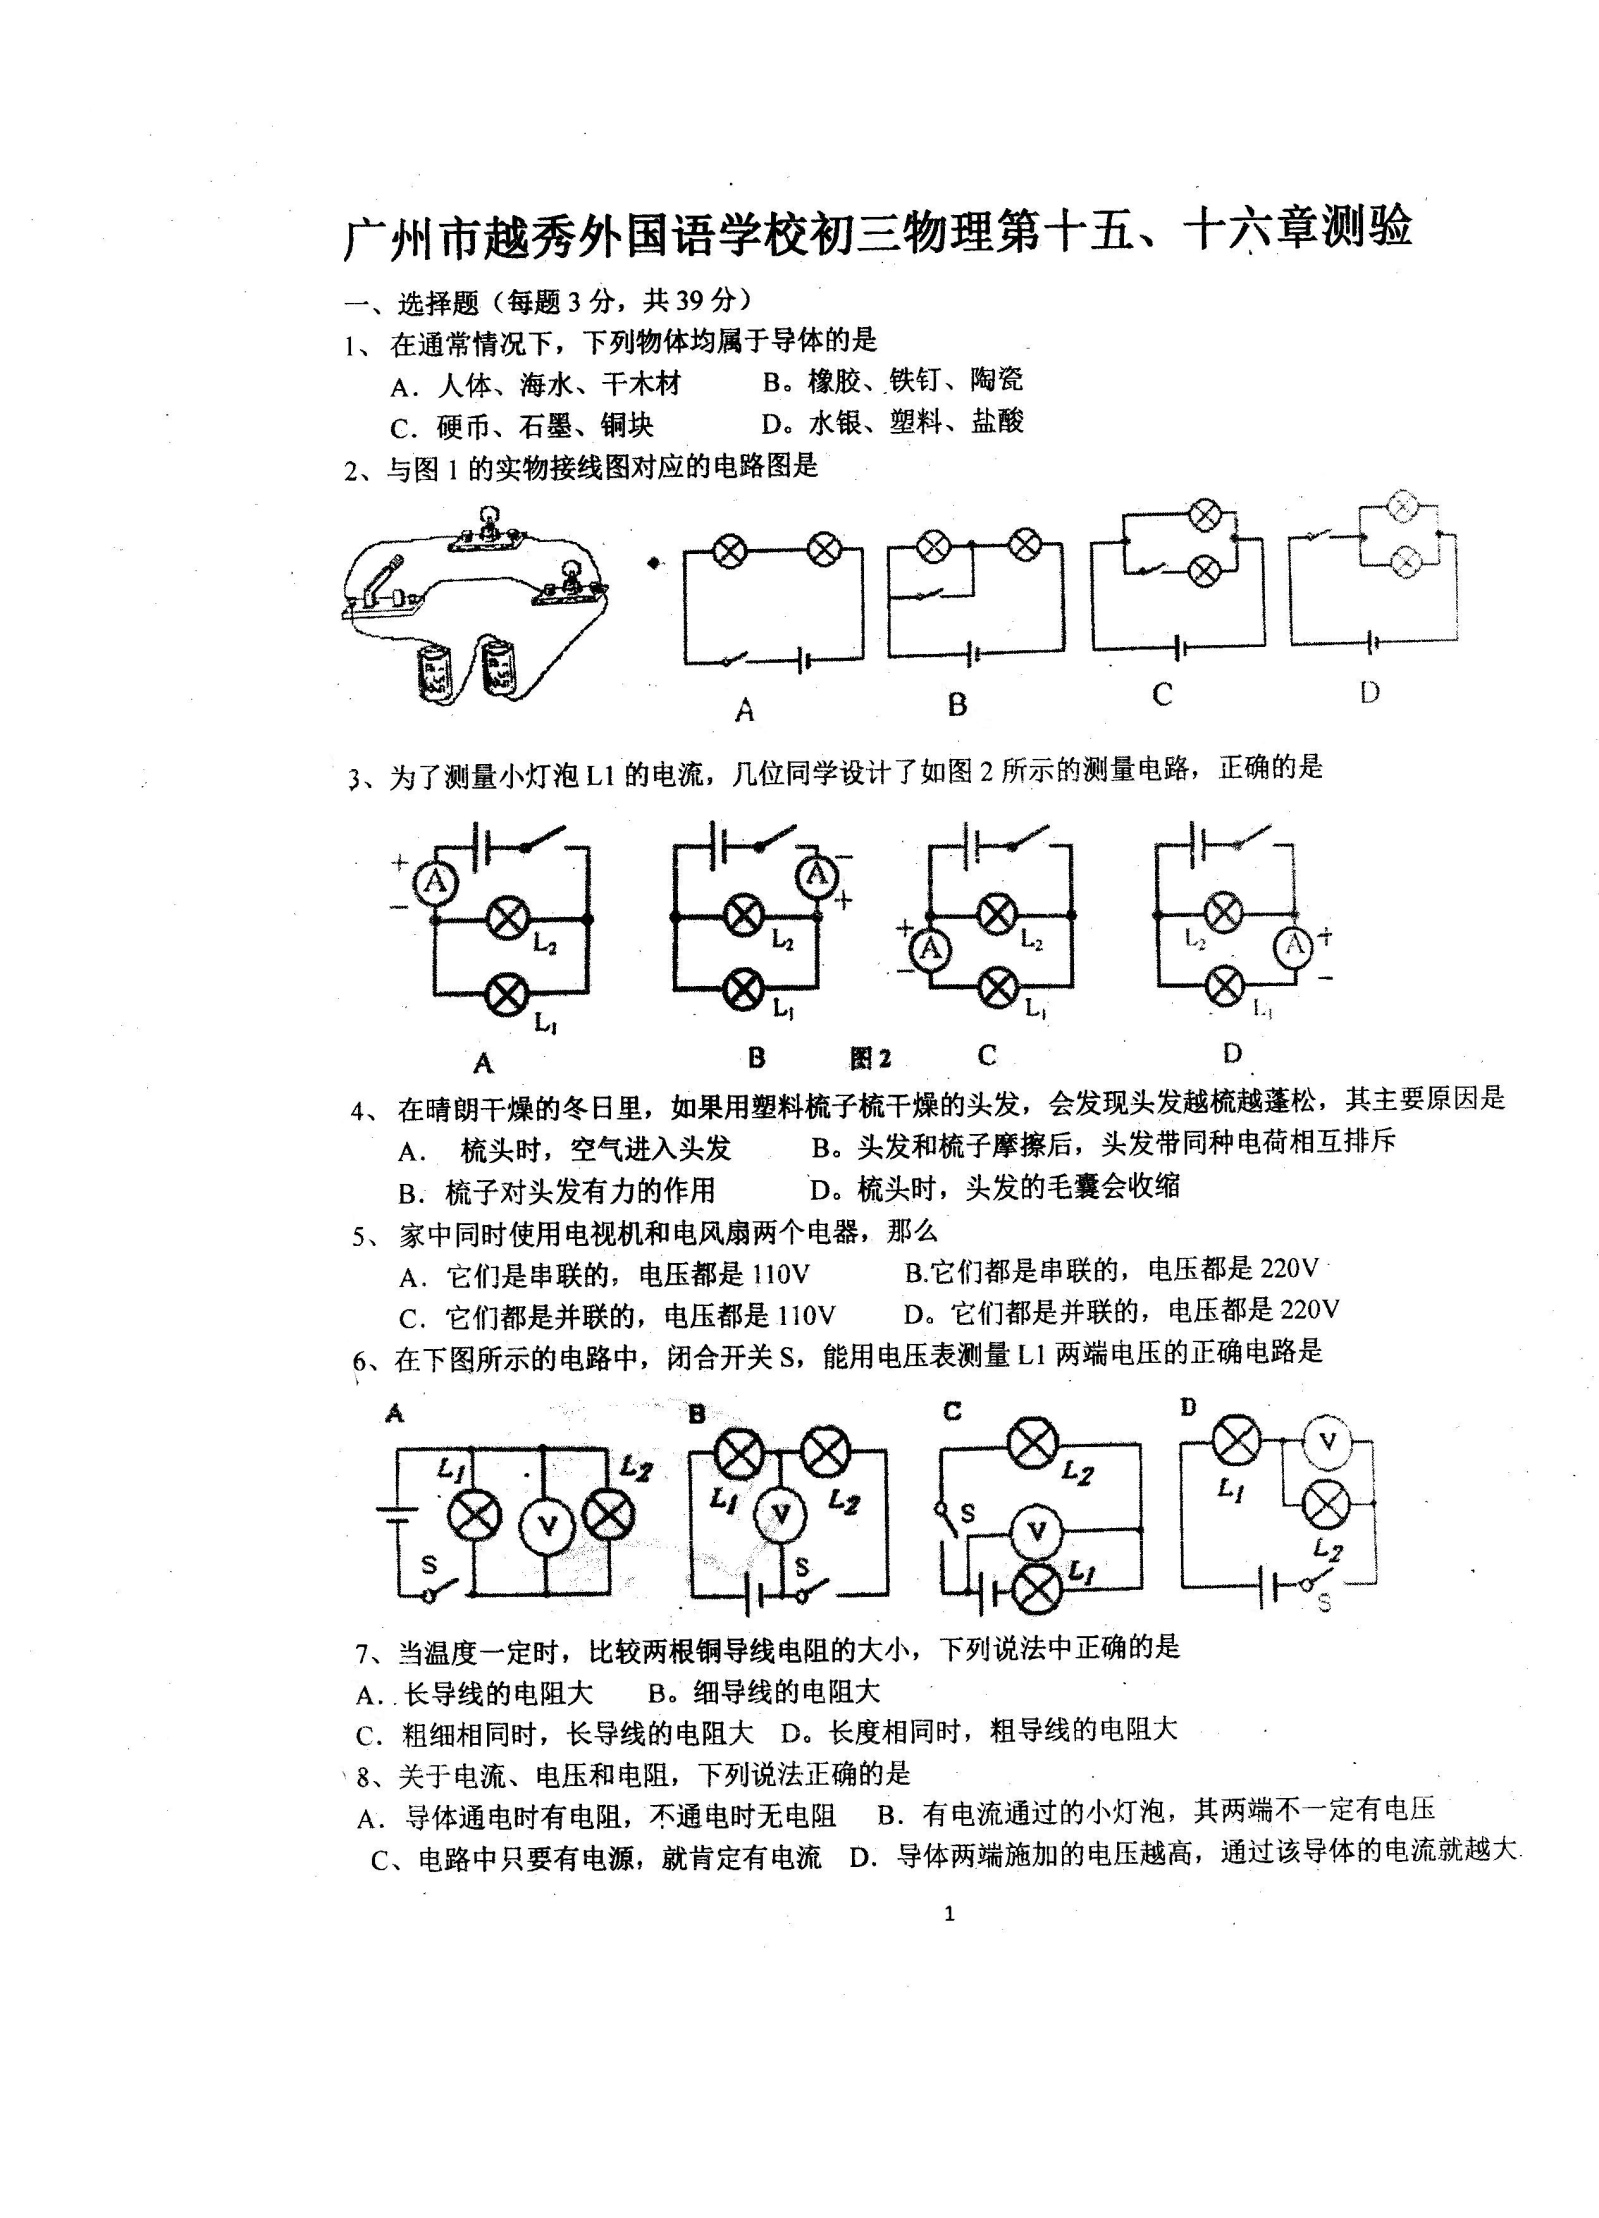 广州市越秀外国语学校初三物理第十五、十六章测验
一、选择题（每题3分，共39分）
1、 在通常情况下，下列物体均属于导体的是
A．人体、海水、干木材 B。橡胶、铁钉、陶瓷
C．硬币、石墨、铜块 D。水银、塑料、盐酸
2、与图1的实物接线图对应的电路图是
A B C D
3、为了测量小灯泡L1的电流，几位同学设计了如图2所示的测量电路，正确的是
+ A − L₂ L₁
A − + L₂ L₁
+ A − L₂ L₁
L₂ A + − L₁
A B 图2 C D
4、 在晴朗干燥的冬日里，如果用塑料梳子梳干燥的头发，会发现头发越梳越蓬松，其主要原因是
A． 梳头时，空气进入头发 B。头发和梳子摩擦后，头发带同种电荷相互排斥
B．梳子对头发有力的作用 D。梳头时，头发的毛囊会收缩
5、 家中同时使用电视机和电风扇两个电器，那么
A．它们是串联的，电压都是110V B.它们都是串联的，电压都是220V
C．它们都是并联的，电压都是110V D。它们都是并联的，电压都是220V
6、在下图所示的电路中，闭合开关S，能用电压表测量L1两端电压的正确电路是
A L1 V L2 S
B L1 V L2 S
C L2 S V L1
D L1 V L2 S
7、当温度一定时，比较两根铜导线电阻的大小，下列说法中正确的是
A．长导线的电阻大 B。细导线的电阻大
C．粗细相同时，长导线的电阻大 D。长度相同时，粗导线的电阻大
8、关于电流、电压和电阻，下列说法正确的是
A．导体通电时有电阻，不通电时无电阻 B．有电流通过的小灯泡，其两端不一定有电压
C、电路中只要有电源，就肯定有电流 D．导体两端施加的电压越高，通过该导体的电流就越大.
1